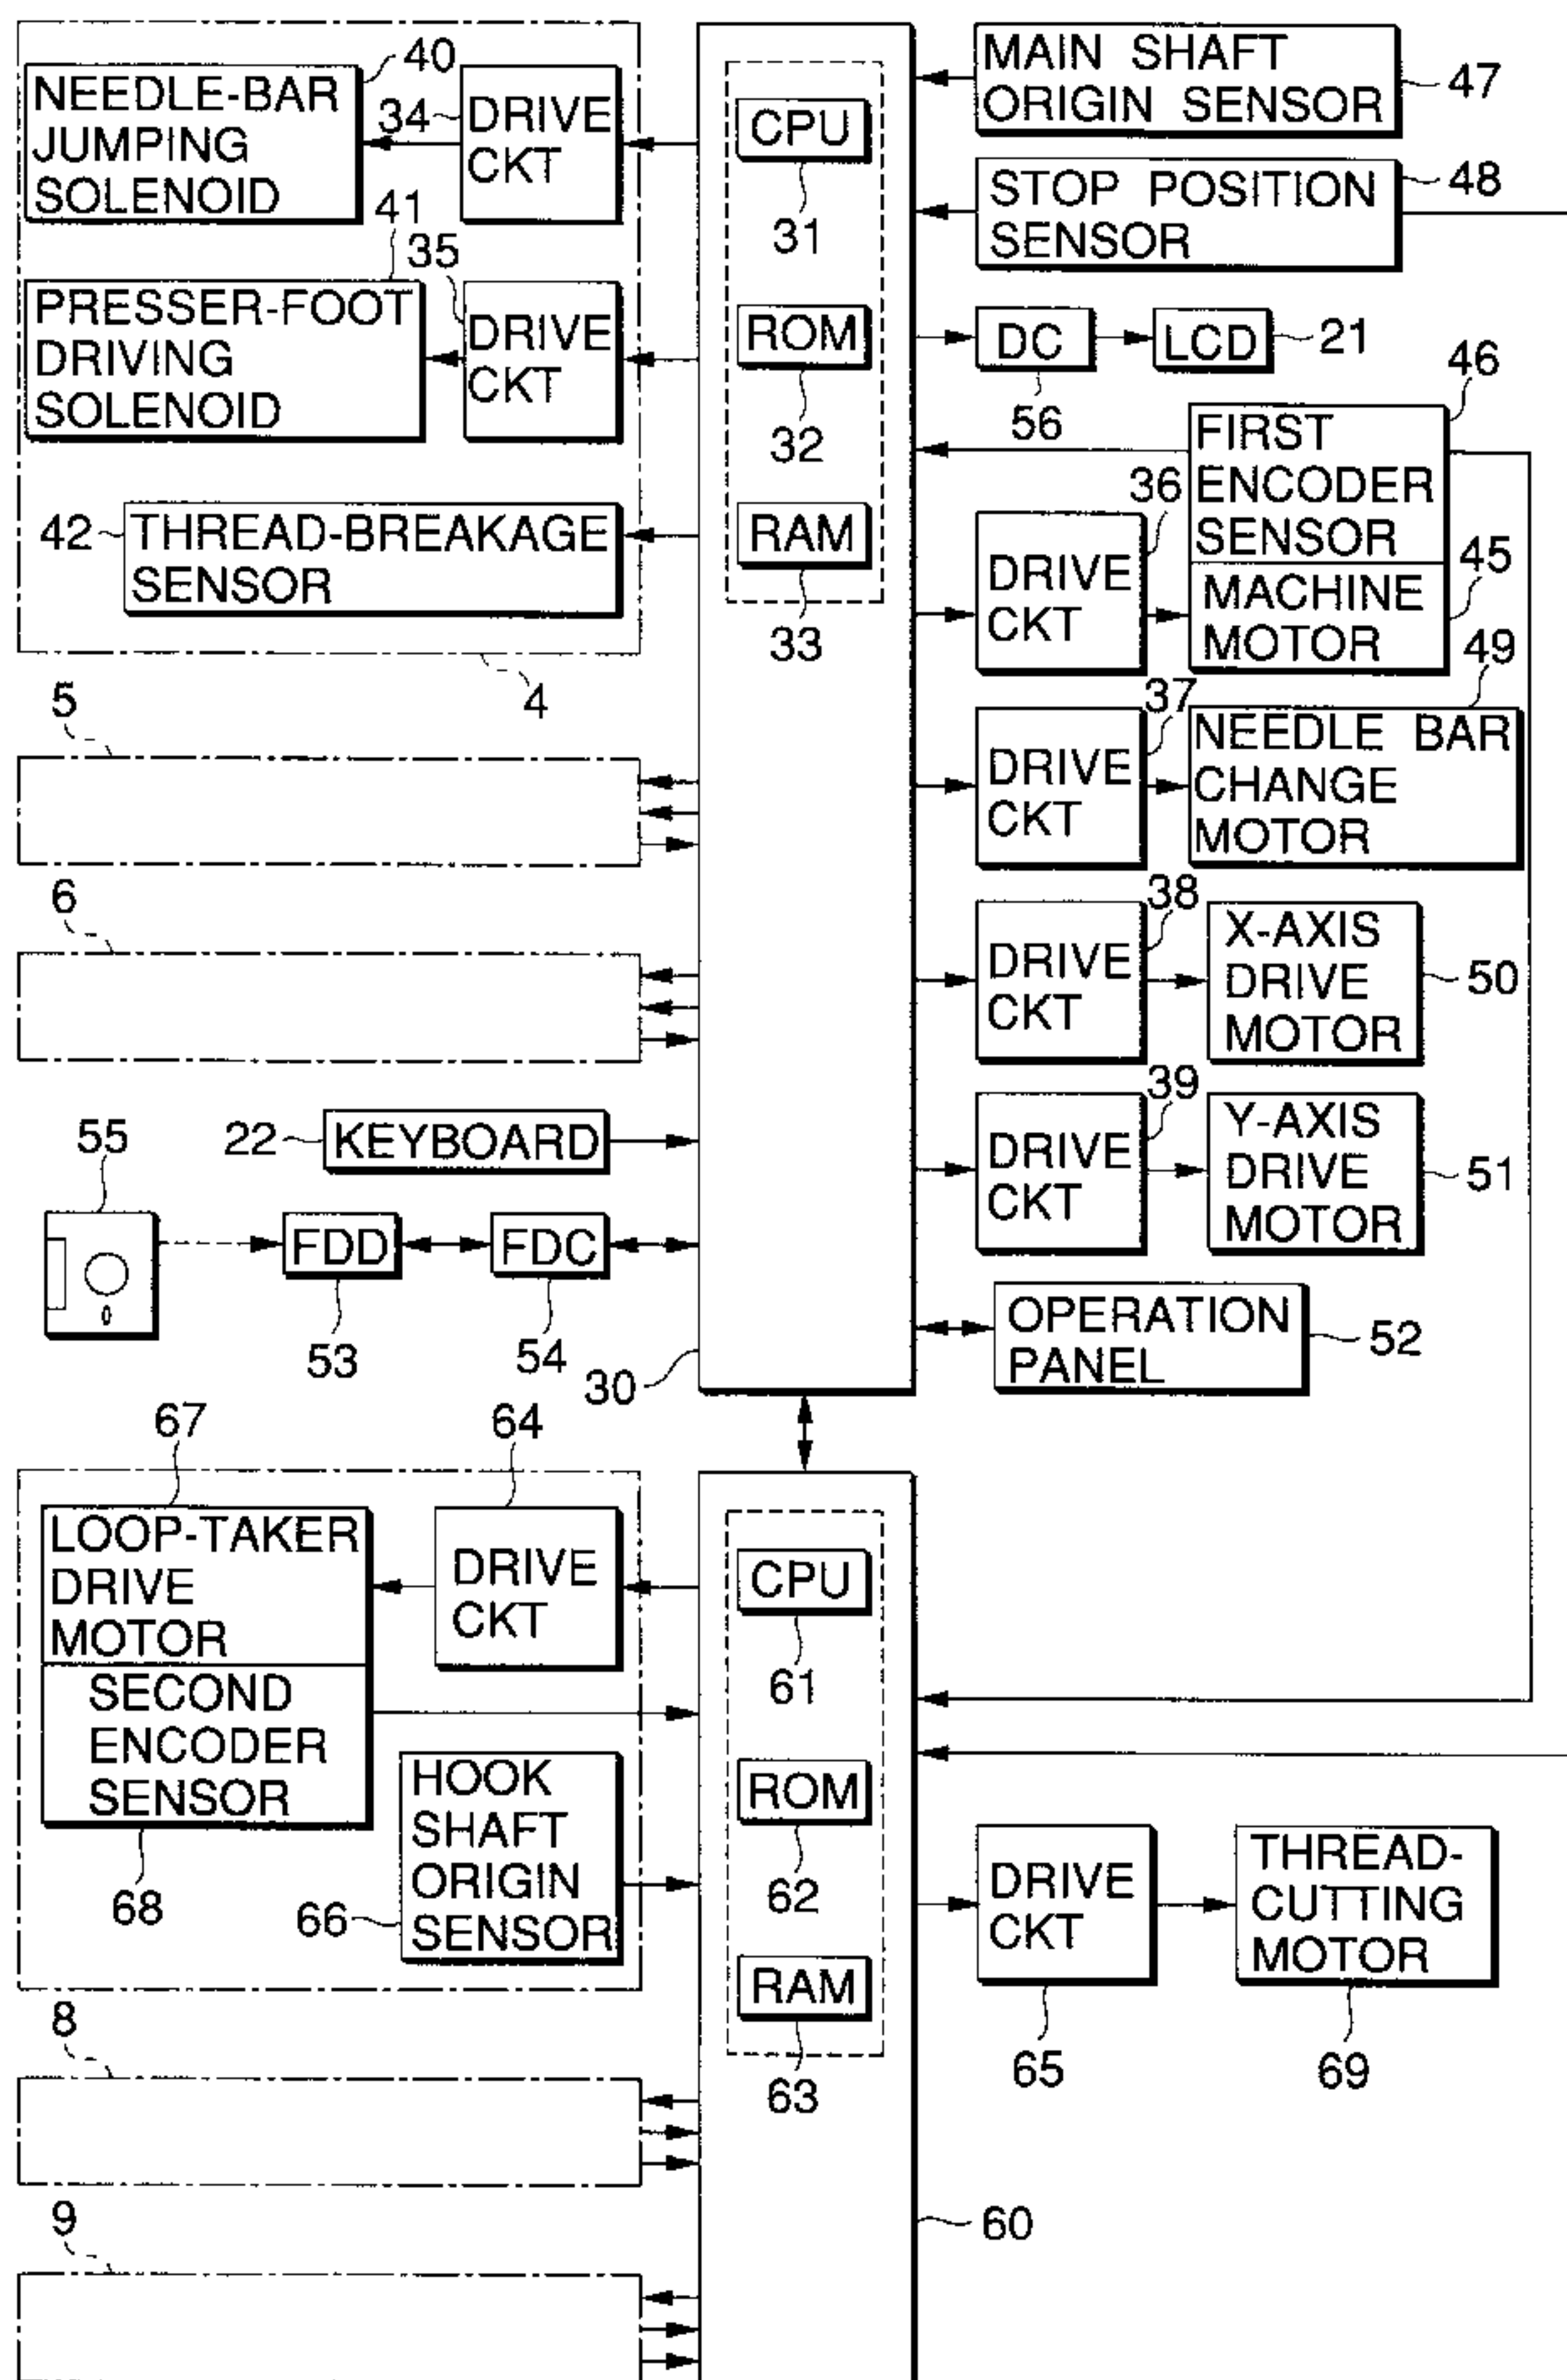 40
NEEDLE-BAR
JUMPING
SOLENOID
34
DRIVE
CKT
41
PRESSER-FOOT
DRIVING
SOLENOID
35
DRIVE
CKT
42
THREAD-BREAKAGE
SENSOR
4
5
6
22
KEYBOARD
55
FDD
53
FDC
54
30
CPU
31
ROM
32
RAM
33
MAIN SHAFT
ORIGIN SENSOR
47
STOP POSITION
SENSOR
48
DC
56
LCD
21
46
FIRST
ENCODER
SENSOR
36
DRIVE
CKT
MACHINE
MOTOR
45
37
DRIVE
CKT
49
NEEDLE BAR
CHANGE
MOTOR
38
DRIVE
CKT
X-AXIS
DRIVE
MOTOR
50
39
DRIVE
CKT
Y-AXIS
DRIVE
MOTOR
51
OPERATION
PANEL
52
67
LOOP-TAKER
DRIVE
MOTOR
64
DRIVE
CKT
SECOND
ENCODER
SENSOR
68
HOOK
SHAFT
ORIGIN
SENSOR
66
8
9
CPU
61
ROM
62
RAM
63
60
DRIVE
CKT
65
THREAD-
CUTTING
MOTOR
69